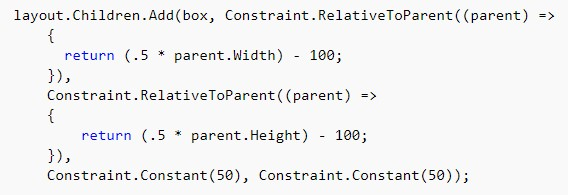 layout.Children.Add(box, Constraint.RelativeToParent((parent) =>
{
return (.5 * parent.Width) - 100;
}),
Constraint.RelativeToParent((parent) =>
{
return (.5 * parent.Height) - 100;
}),
Constraint.Constant(50), Constraint.Constant(50));